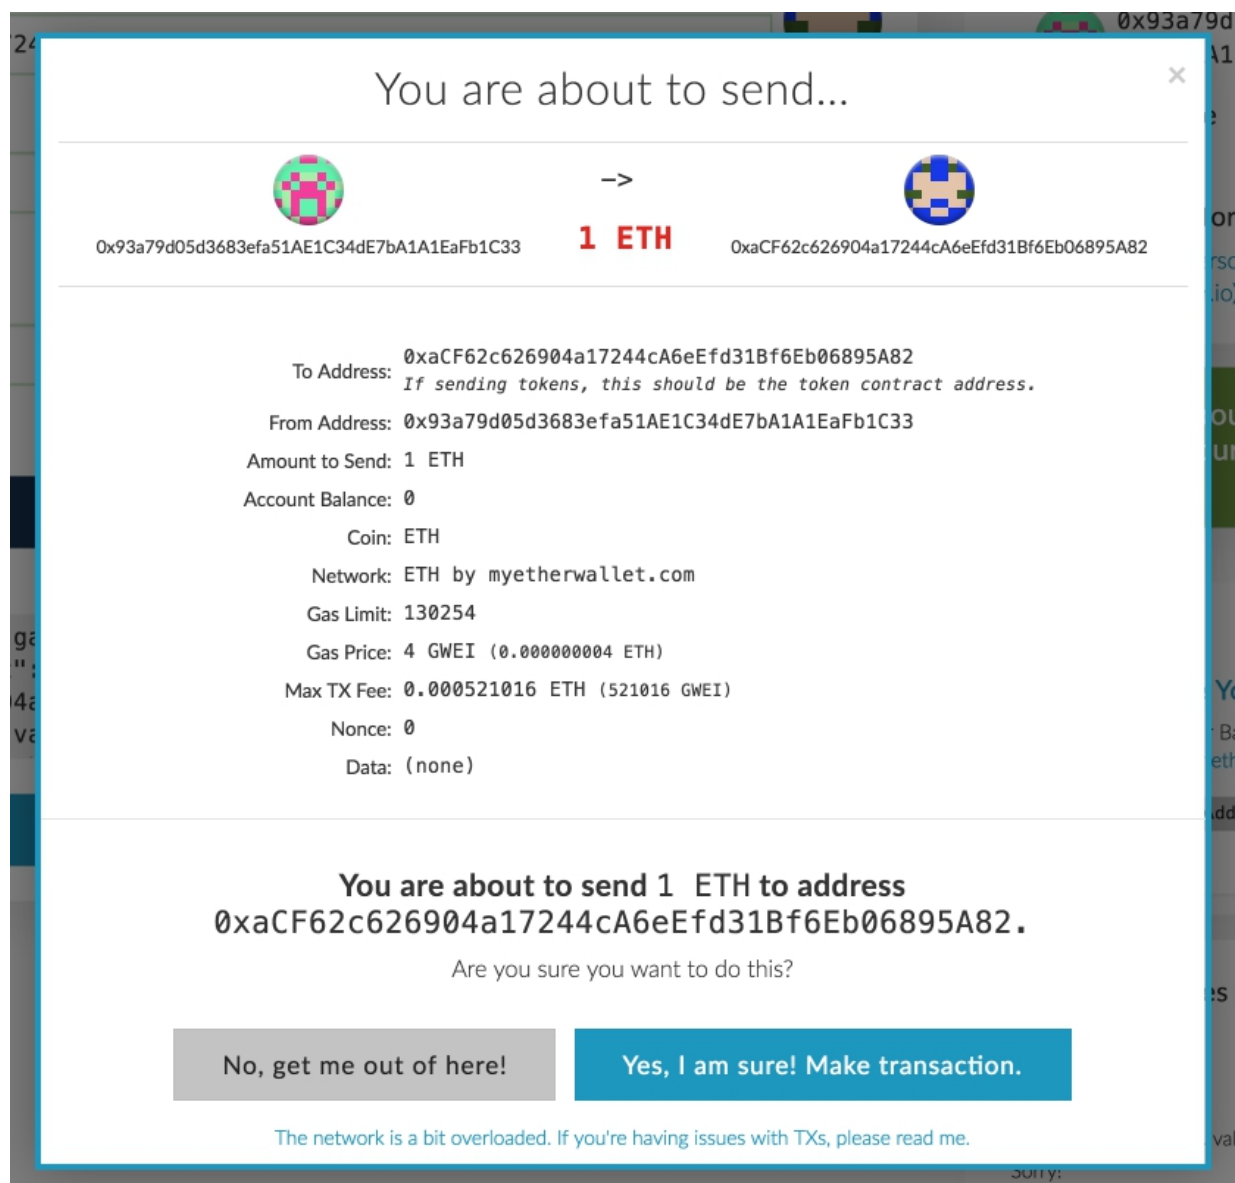 0x93a79d
You are about to send...
×
–>
1 ETH
0x93a79d05d3683efa51AE1C34dE7bA1A1EaFb1C33
0xaCF62c626904a17244cA6eEfd31Bf6Eb06895A82
To Address: 0xaCF62c626904a17244cA6eEfd31Bf6Eb06895A82
If sending tokens, this should be the token contract address.
From Address: 0x93a79d05d3683efa51AE1C34dE7bA1A1EaFb1C33
Amount to Send: 1 ETH
Account Balance: 0
Coin: ETH
Network: ETH by myetherwallet.com
Gas Limit: 130254
Gas Price: 4 GWEI (0.000000004 ETH)
Max TX Fee: 0.000521016 ETH (521016 GWEI)
Nonce: 0
Data: (none)
You are about to send 1 ETH to address
0xaCF62c626904a17244cA6eEfd31Bf6Eb06895A82.
Are you sure you want to do this?
No, get me out of here!
Yes, I am sure! Make transaction.
The network is a bit overloaded. If you're having issues with TXs, please read me.
Sorry!